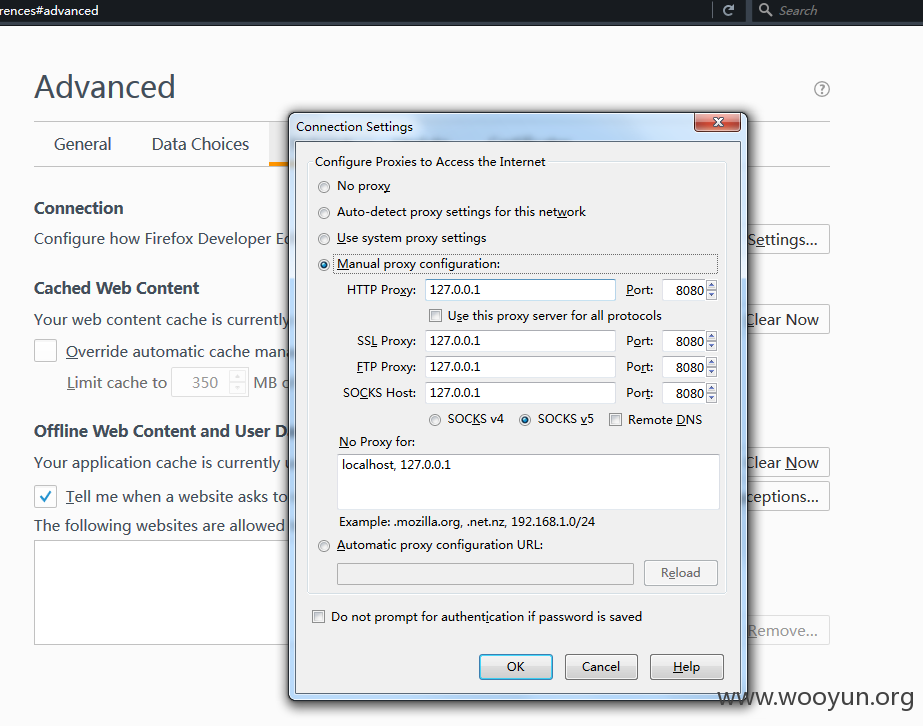 rences#advanced
Search
Advanced
?
General Data Choices
Connection Settings
Configure Proxies to Access the Internet
No proxy
Auto-detect proxy settings for this network
Use system proxy settings
Manual proxy configuration:
HTTP Proxy: 127.0.0.1 Port: 8080
Use this proxy server for all protocols
SSL Proxy: 127.0.0.1 Port: 8080
FTP Proxy: 127.0.0.1 Port: 8080
SOCKS Host: 127.0.0.1 Port: 8080
SOCKS v4 SOCKS v5 Remote DNS
No Proxy for:
localhost, 127.0.0.1
Example: .mozilla.org, .net.nz, 192.168.1.0/24
Automatic proxy configuration URL:
Reload
Do not prompt for authentication if password is saved
OK Cancel Help
Connection
Configure how Firefox Developer Ed
Settings...
Cached Web Content
Your web content cache is currently
Clear Now
Override automatic cache mana
Limit cache to 350 MB o
Offline Web Content and User Da
Your application cache is currently u
Clear Now
Tell me when a website asks to
ceptions...
The following websites are allowed
Remove...
www.wooyun.org